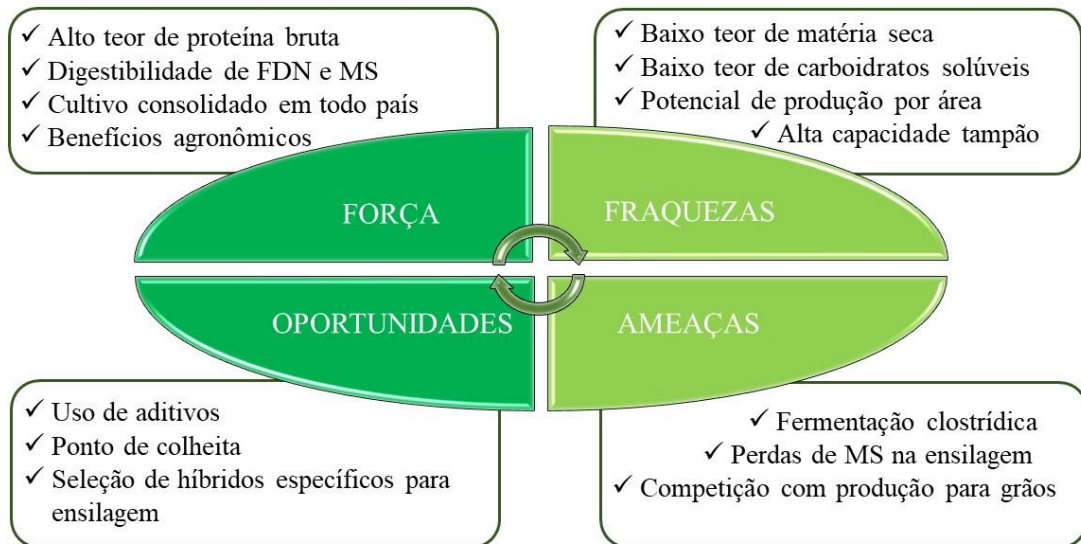 ✓ Alto teor de proteína bruta
✓ Digestibilidade de FDN e MS
✓ Cultivo consolidado em todo país
✓ Benefícios agronômicos
✓ Baixo teor de matéria seca
✓ Baixo teor de carboidratos solúveis
✓ Potencial de produção por área
✓ Alta capacidade tampão
FORÇA
FRAQUEZAS
OPORTUNIDADES
AMEAÇAS
✓ Uso de aditivos
✓ Ponto de colheita
✓ Seleção de híbridos específicos para
ensilagem
✓ Fermentação clostrídica
✓ Perdas de MS na ensilagem
✓ Competição com produção para grãos